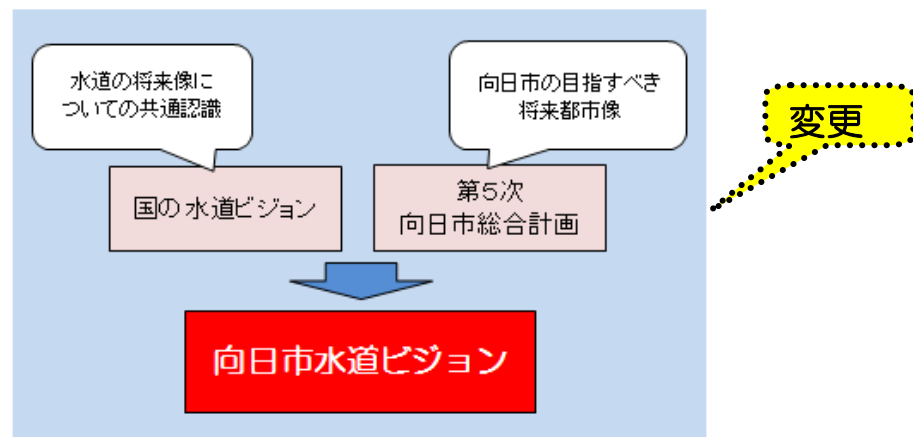 水道の将来像に
ついての共通認識
向日市の目指すべき
将来都市像
変更
国の水道ビジョン
第5次
向日市総合計画
向日市水道ビジョン